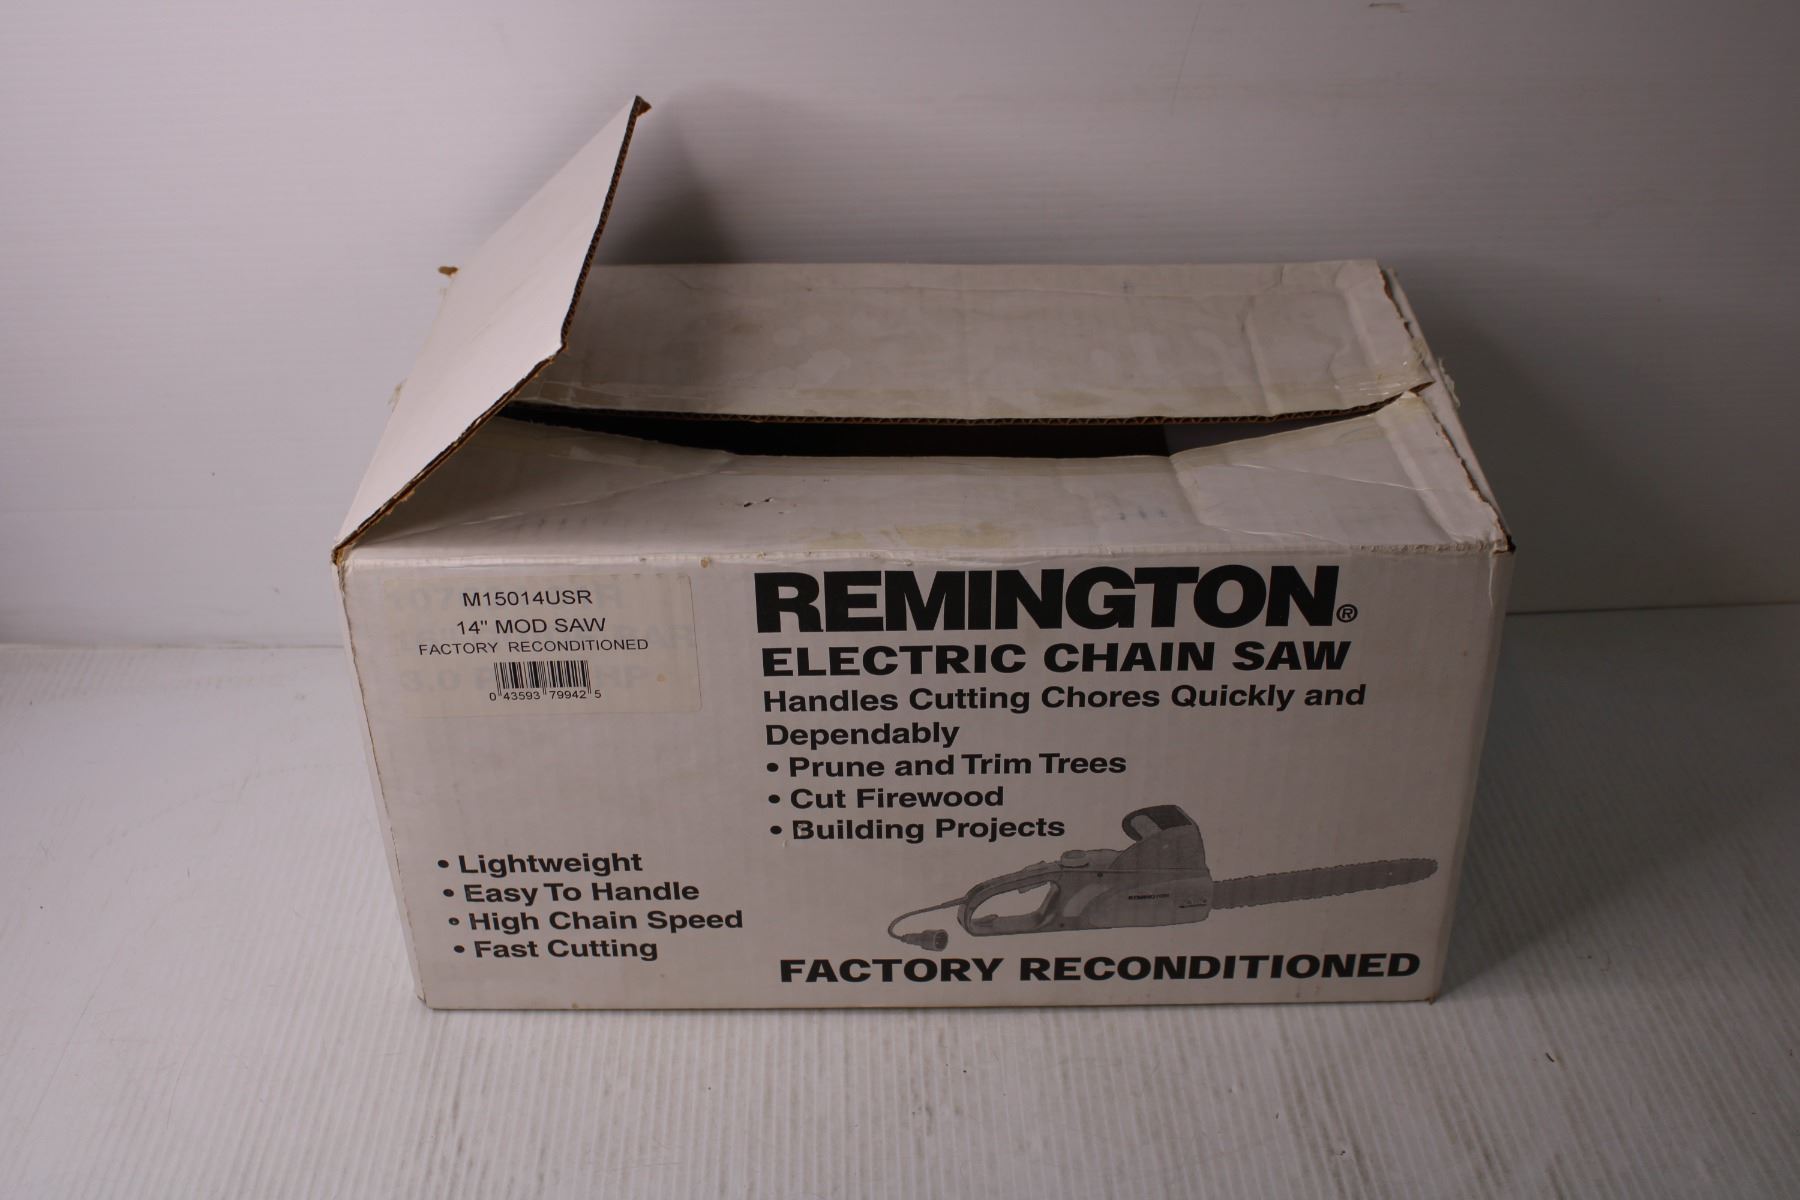 M15014USR
14" MOD SAW
FACTORY RECONDITIONED
0 43593 79942 5
REMINGTON®
ELECTRIC CHAIN SAW
Handles Cutting Chores Quickly and
Dependably
• Prune and Trim Trees
• Cut Firewood
• Building Projects
• Lightweight
• Easy To Handle
• High Chain Speed
• Fast Cutting
REMINGTON
FACTORY RECONDITIONED